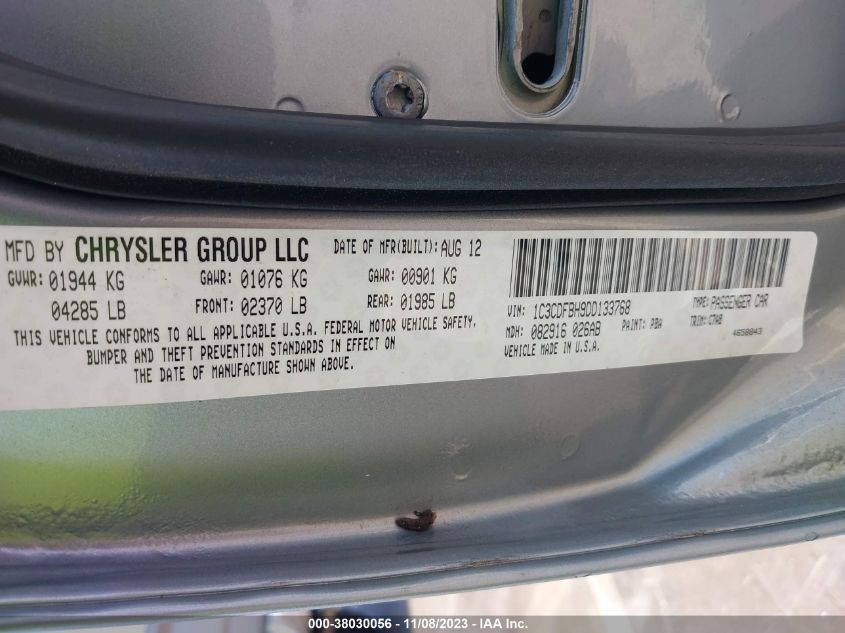 MFD BY CHRYSLER GROUP LLC DATE OF MFR(BUILT): AUG 12
GVWR: 01944 KG GAWR: 01076 KG GAWR: 00901 KG
04285 LB FRONT: 02370 LB REAR: 01985 LB
THIS VEHICLE CONFORMS TO ALL APPLICABLE U.S.A. FEDERAL MOTOR VEHICLE SAFETY,
BUMPER AND THEFT PREVENTION STANDARDS IN EFFECT ON
THE DATE OF MANUFACTURE SHOWN ABOVE.
VIN: 1C3CDFBH9DD133768 TYPE: PASSENGER CAR
MDH: 082916 026AB PAINT: PBA TRIM: C7A8
VEHICLE MADE IN U.S.A. 4658843
000-38030056 - 11/08/2023 - IAA Inc.